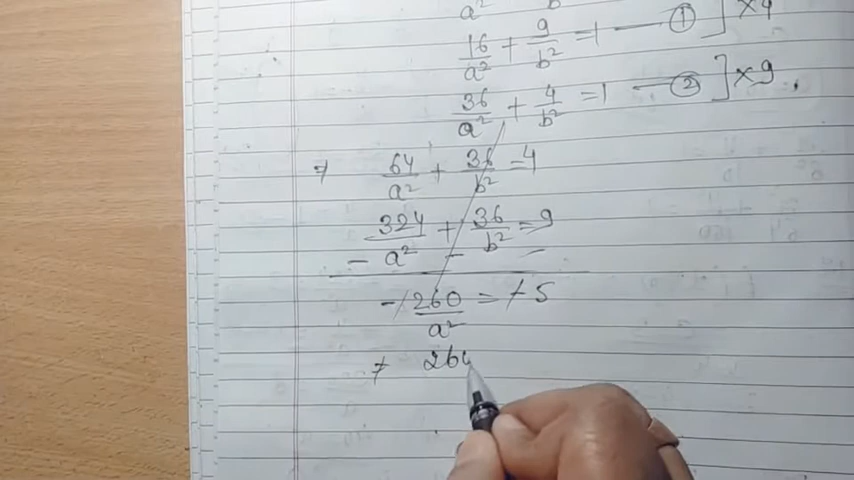 a² b
16/a² + 9/b² = 1 — ① ] × 4
36/a² + 4/b² = 1 — ② ] × 9
⇒ 64/a² + 36/b² = 4
324/a² + 36/b² = 9
− − −
− 260/a² = − 5
⇒ 260